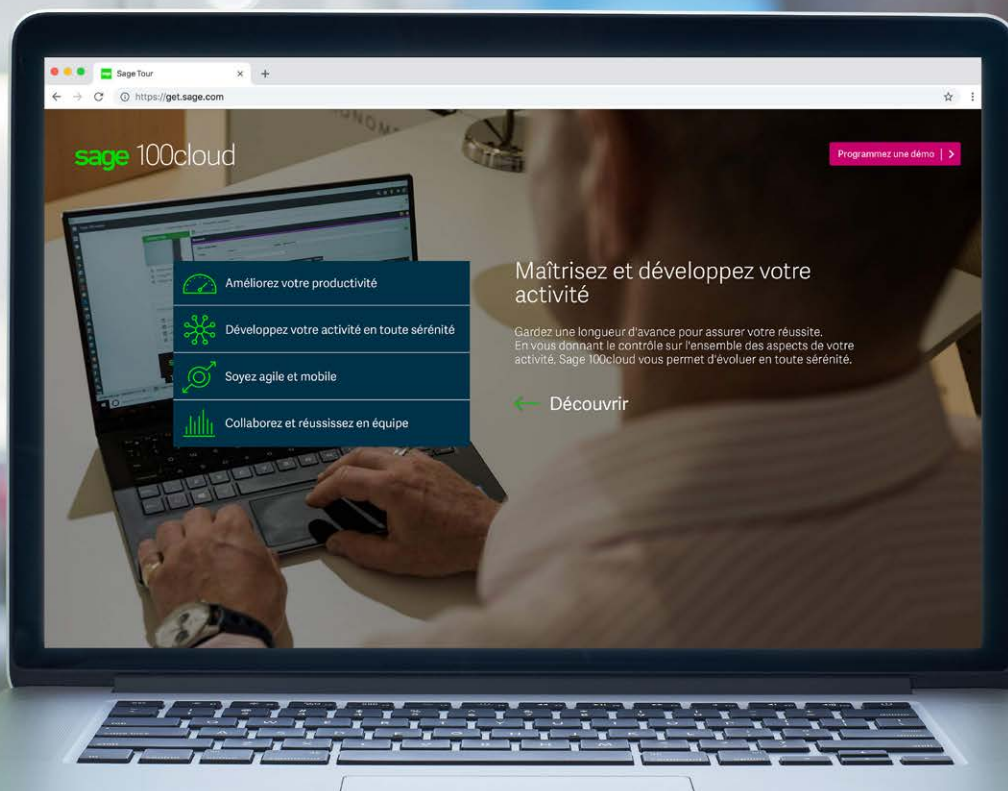 Sage Tour
https://get.sage.com
sage 100cloud
Programmez une démo
Améliorez votre productivité
Développez votre activité en toute sérénité
Soyez agile et mobile
Collaborez et réussissez en équipe
Maîtrisez et développez votre
activité
Gardez une longueur d'avance pour assurer votre réussite.
En vous donnant le contrôle sur l'ensemble des aspects de votre
activité, Sage 100cloud vous permet d'évoluer en toute sérénité.
Découvrir